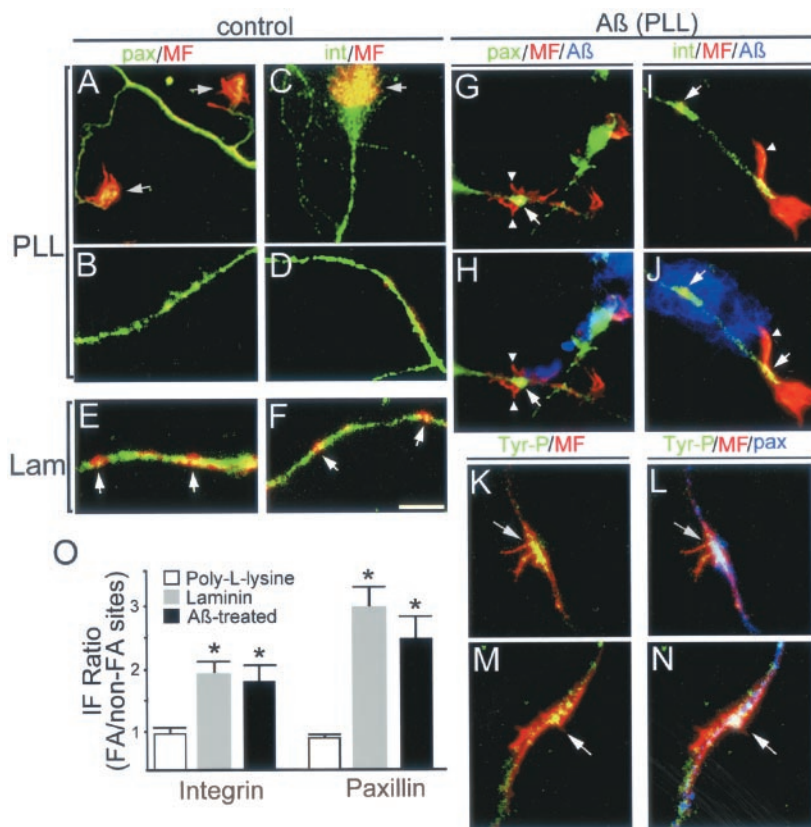 control
Aß (PLL)
pax/MF
int/MF
pax/MF/Aß
int/MF/Aß
A
C
G
I
PLL
B
D
H
J
Lam
E
F
Tyr-P/MF
Tyr-P/MF/pax
K
L
M
N
O
Poly-L-lysine
Laminin
Aß-treated
IF Ratio
(FA/non-FA sites)
3
2
1
* * * *
Integrin
Paxillin